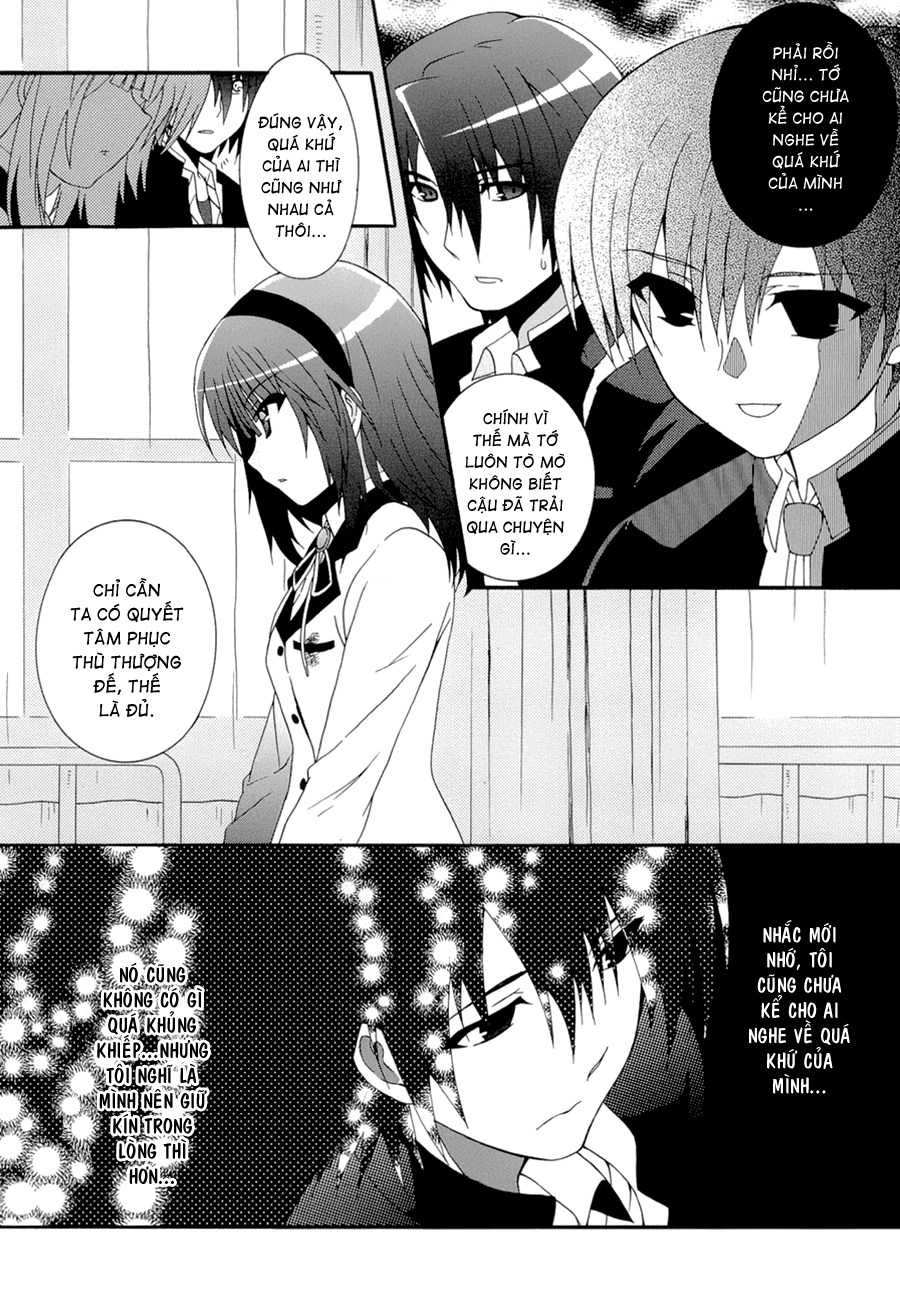 PHẢI RỒI
NHỈ... TỚ
CŨNG CHƯA
KỂ CHO AI
NGHE VỀ
QUÁ KHỨ
CỦA MÌNH
...
CHÍNH VÌ
THẾ MÀ TỚ
LUÔN TÒ MÒ
KHÔNG BIẾT
CẬU ĐÃ TRẢI
QUA CHUYỆN
GÌ...
ĐÚNG VẬY,
QUÁ KHỨ
CỦA AI THÌ
CŨNG NHƯ
NHAU CẢ
THÔI...
CHỈ CẦN
TA CÓ QUYẾT
TÂM PHỤC
THÙ THƯỢNG
ĐẾ, THẾ
LÀ ĐỦ.
NHẮC MỚI
NHỚ, TÔI
CŨNG CHƯA
KỂ CHO AI
NGHE VỀ QUÁ
KHỨ CỦA
MÌNH...
NÓ CŨNG
KHÔNG CÓ GÌ
QUÁ KHỦNG
KHIẾP...NHƯNG
TÔI NGHĨ LÀ
MÌNH NÊN GIỮ
KÍN TRONG
LÒNG THÌ
HƠN...